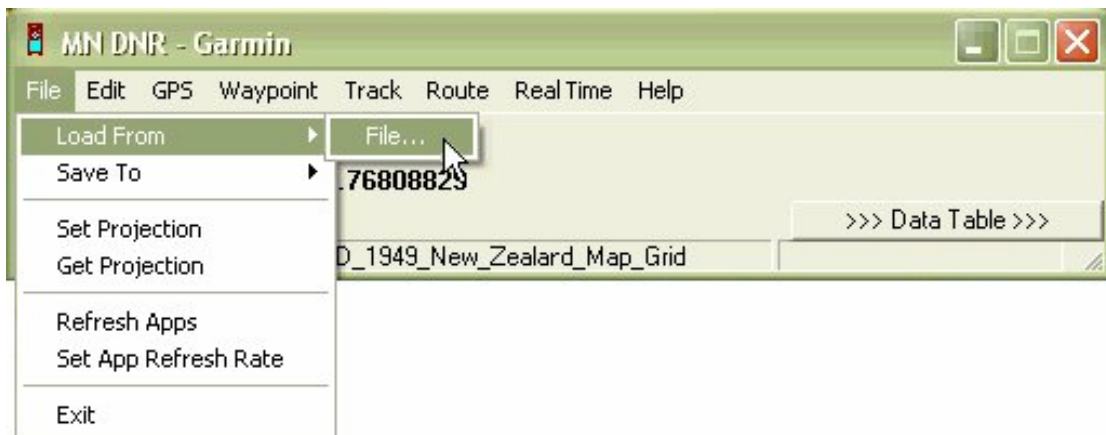 MN DNR - Garmin
File Edit GPS Waypoint Track Route Real Time Help
Load From File...
Save To .76808829
Set Projection >>> Data Table >>>
Get Projection D_1949_New_Zealard_Map_Grid
Refresh Apps
Set App Refresh Rate
Exit